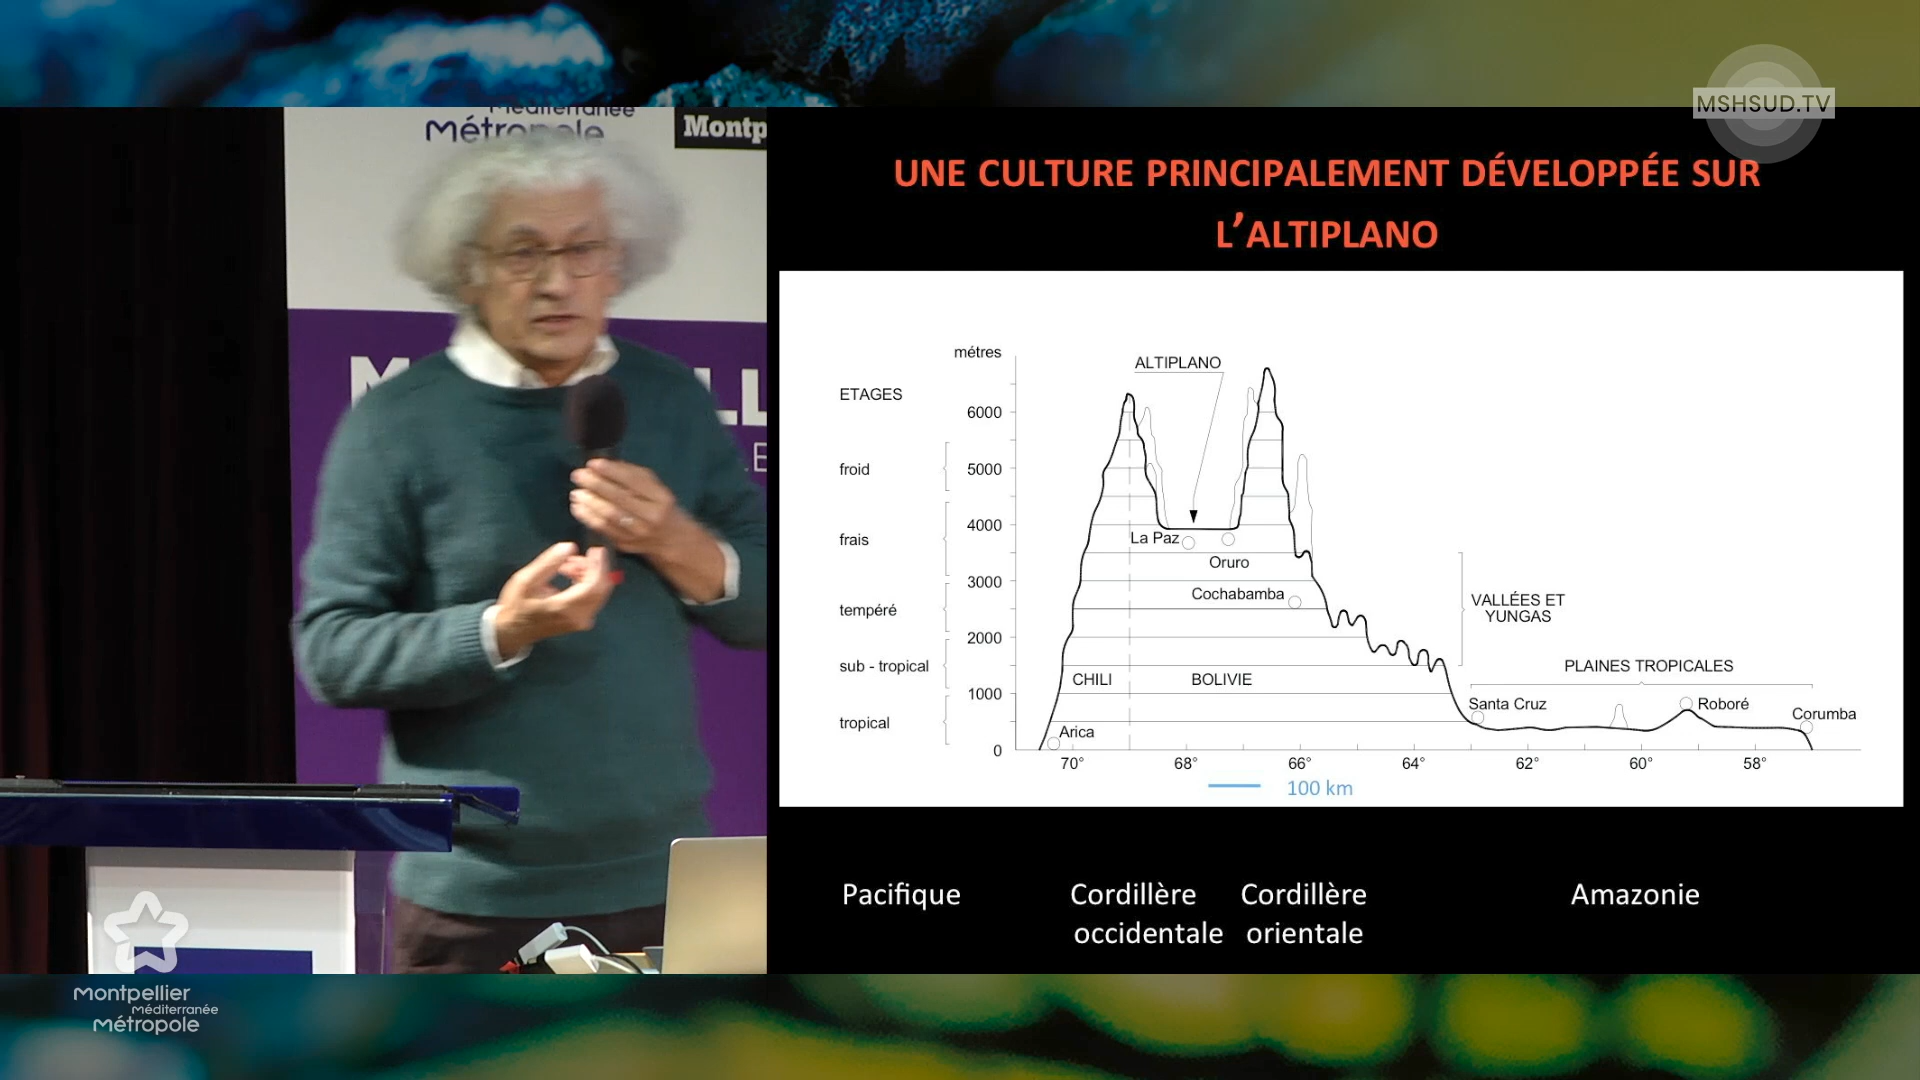 MSHSUD.TV
Méditerranée
Métropole
Montp
UNE CULTURE PRINCIPALEMENT DÉVELOPPÉE SUR
L’ALTIPLANO
métres
ALTIPLANO
ETAGES
6000
froid
5000
4000
frais
La Paz
Oruro
3000
Cochabamba
tempéré
VALLÉES ET
YUNGAS
2000
sub - tropical
PLAINES TROPICALES
CHILI
BOLIVIE
1000
Santa Cruz
Roboré
Corumba
tropical
Arica
0
70°
68°
66°
64°
62°
60°
58°
100 km
Pacifique
Cordillère
occidentale
Cordillère
orientale
Amazonie
montpellier
méditerranée
métropole